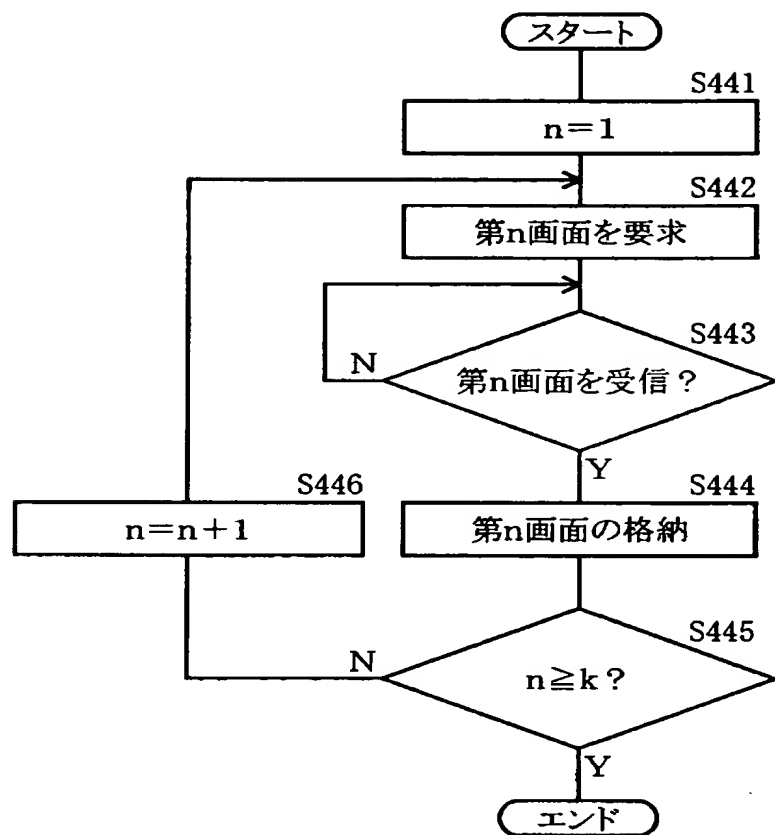 スタート
S441
n=1
S442
第n画面を要求
S443
N
第n画面を受信?
Y
S446
S444
n=n+1
第n画面の格納
S445
N
n≧k?
Y
エンド